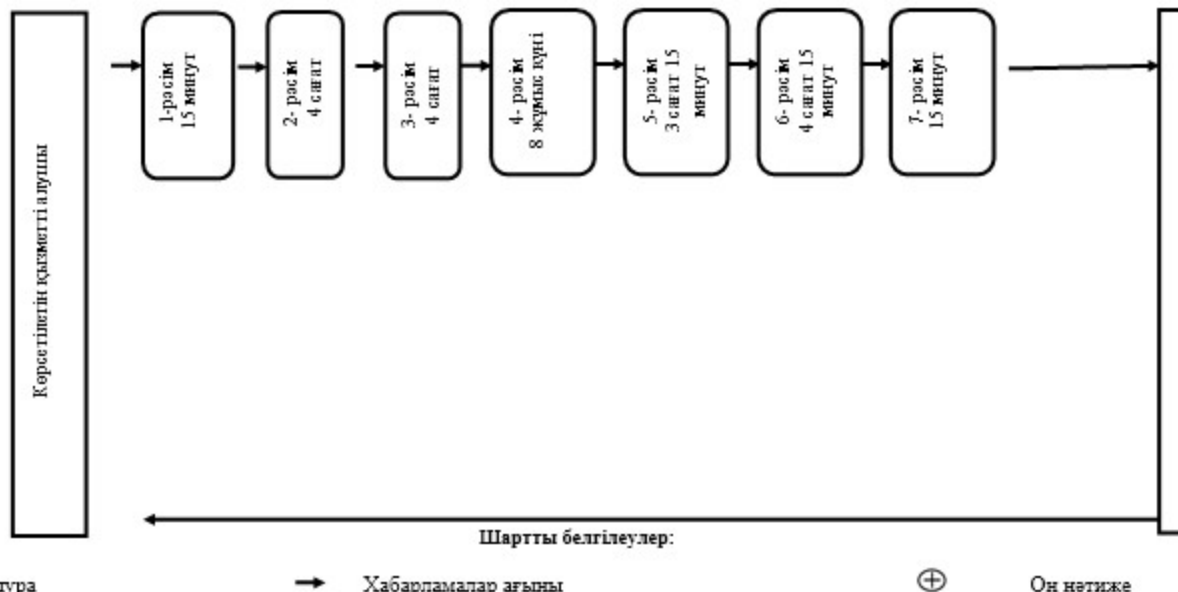 Көрсетілетін қызметті алушы
1-рәсім
15 минут
2- рәсім
4 сағат
3- рәсім
4 сағат
4- рәсім
8 жұмыс күні
5- рәсім
3 сағат 15
минут
6- рәсім
4 сағат 15
минут
7- рәсім
15 минут
Шартты белгілеулер:
Хабарламалар ағыны
Оң нәтиже